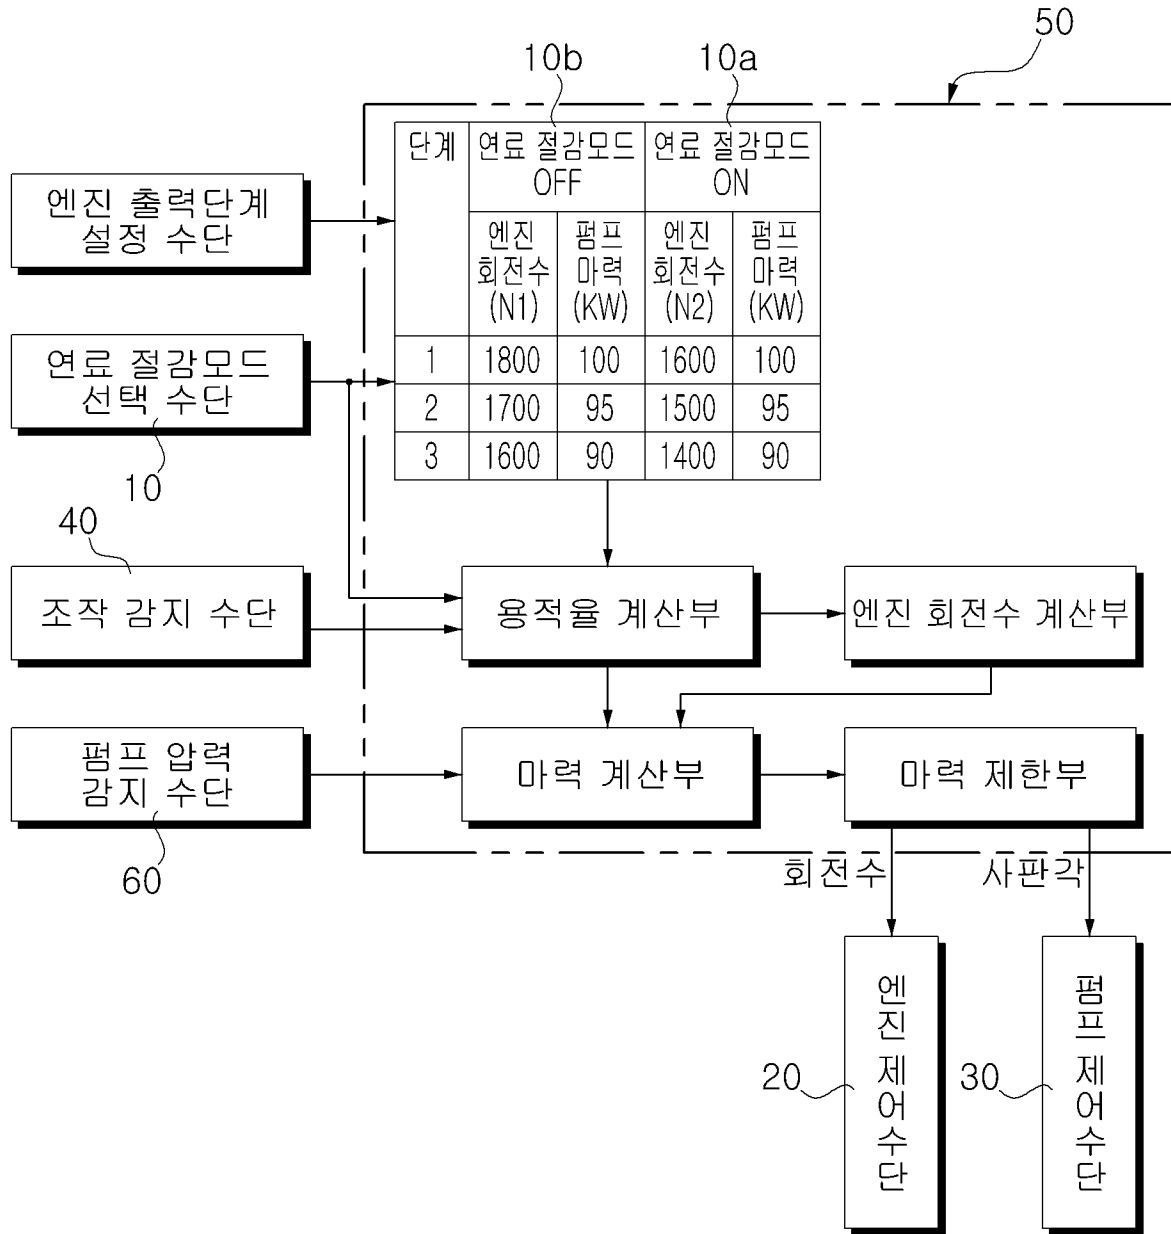 50
10b
10a
단계
연료 절감모드
OFF
연료 절감모드
ON
엔진
회전수
(N1)
펌프
마력
(KW)
엔진
회전수
(N2)
펌프
마력
(KW)
1 1800 100 1600 100
2 1700 95 1500 95
3 1600 90 1400 90
엔진 출력단계
설정 수단
연료 절감모드
선택 수단
10
40
조작 감지 수단
용적율 계산부
엔진 회전수 계산부
펌프 압력
감지 수단
마력 계산부
마력 제한부
60
회전수
사판각
엔진 제어수단
펌프 제어수단
20
30